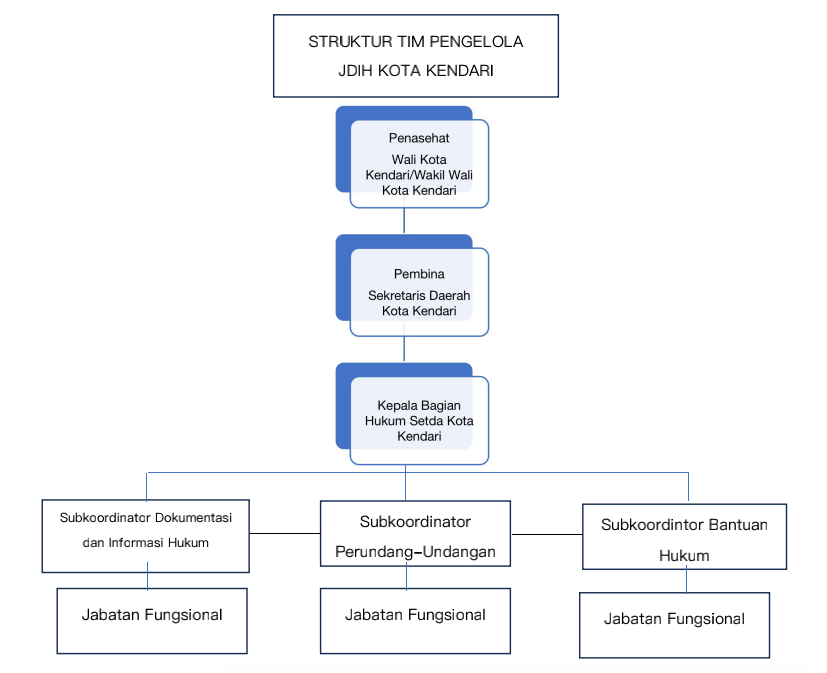 STRUKTUR TIM PENGELOLA
JDIH KOTA KENDARI
Penasehat
Wali Kota
Kendari/Wakil Wali
Kota Kendari
Pembina
Sekretaris Daerah
Kota Kendari
Kepala Bagian
Hukum Setda Kota
Kendari
Subkoordinator Dokumentasi
dan Informasi Hukum
Subkoordinator
Perundang-Undangan
Subkoordintor Bantuan
Hukum
Jabatan Fungsional
Jabatan Fungsional
Jabatan Fungsional